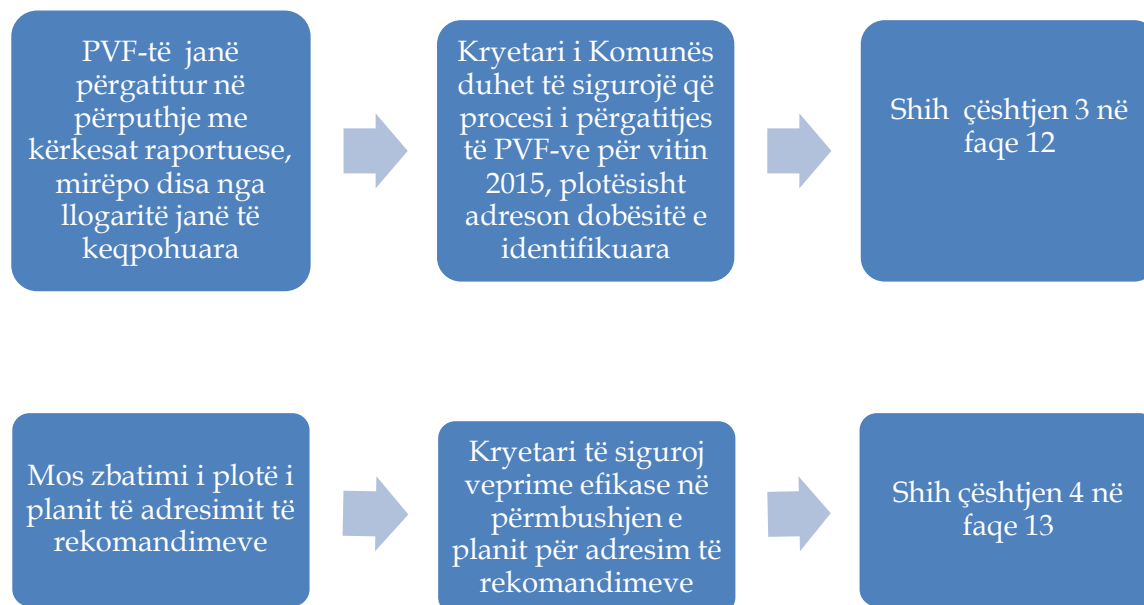 PVF-të janë
përgatitur në
përputhje me
kërkesat raportuese,
mirëpo disa nga
llogaritë janë të
keqpohuara
Kryetari i Komunës
duhet të sigurojë që
procesi i përgatitjes
të PVF-ve për vitin
2015, plotësisht
adreson dobësitë e
identifikuara
Shih çështjen 3 në
faqe 12
Mos zbatimi i plotë i
planit të adresimit të
rekomandimeve
Kryetari të siguroj
veprime efikase në
përmbushjen e
planit për adresim të
rekomandimeve
Shih çështjen 4 në
faqe 13